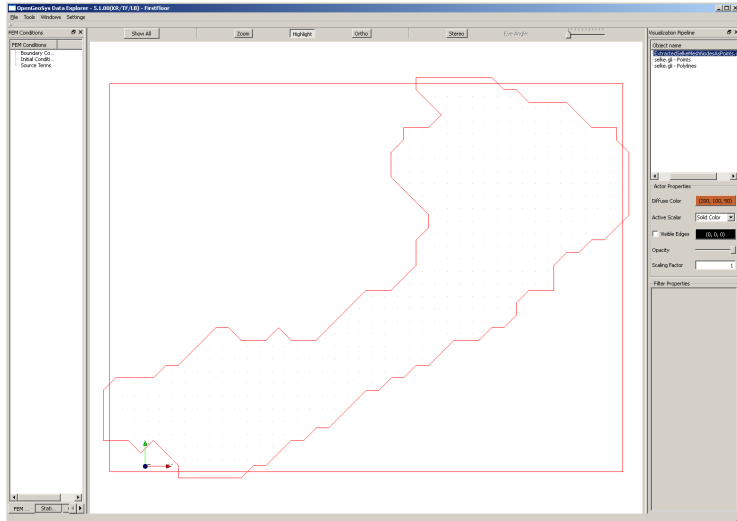 OpenGeoSys Data Explorer - 5.1.00(KR/TF/LB) - FirstFloor
File Tools Windows Settings
FEM Conditions
Show All Zoom Highlight Ortho Stereo Eye Angle:
Visualization Pipeline
FEM Conditions
Boundary Co...
Initial Conditi...
Source Terms
Object name
ExtractedSelkeMeshNodesAsPoints.
selke.gli - Points
selke.gli - Polylines
Actor Properties
Diffuse Color (200, 100, 50)
Active Scalar Solid Color
Visible Edges (0, 0, 0)
Opacity
Scaling Factor 1
Filter Properties
FEM ... Stati...